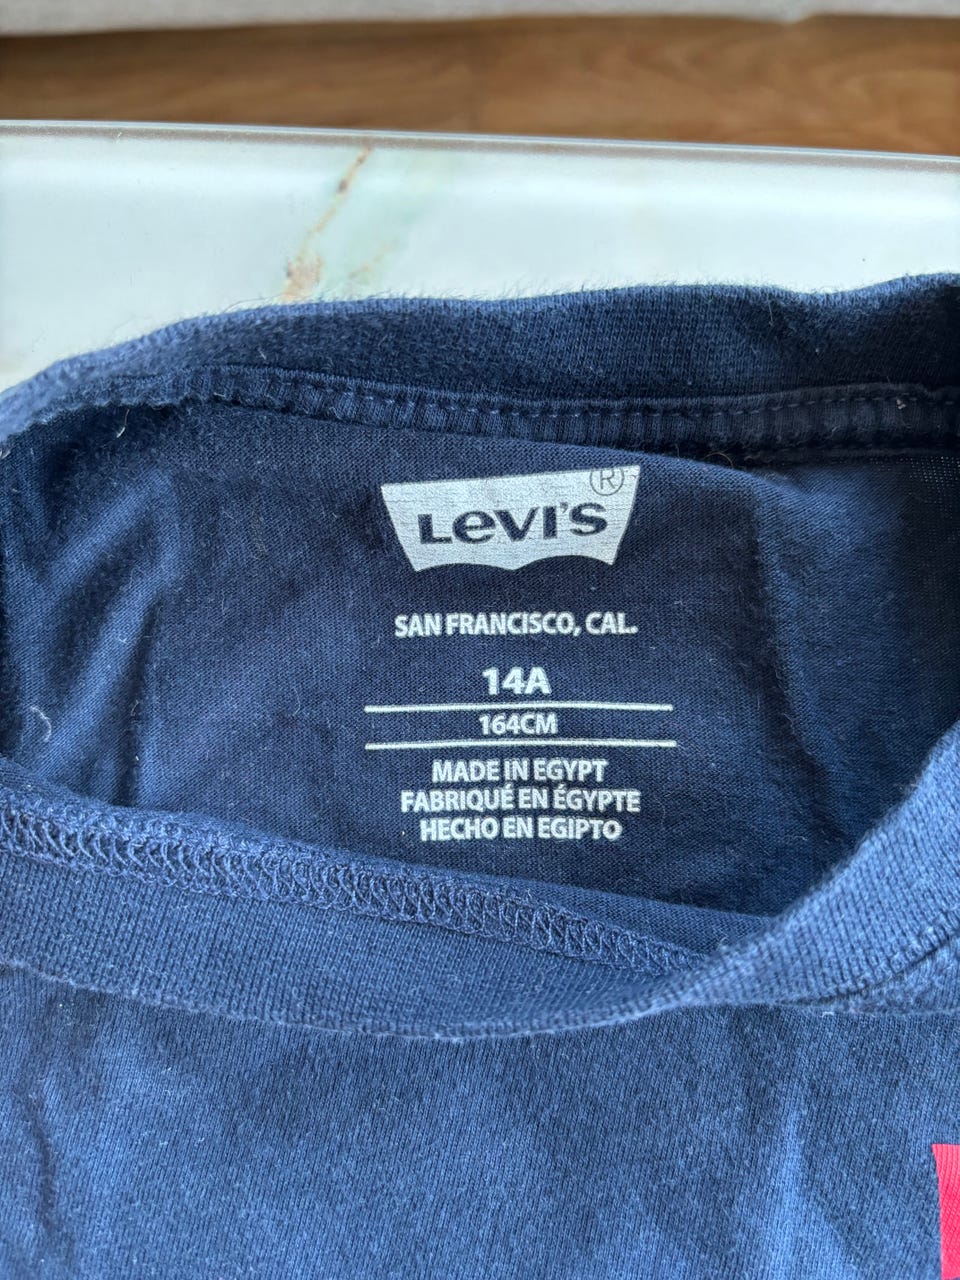 LEVI'S ®
SAN FRANCISCO, CAL.
14A
164CM
MADE IN EGYPT
FABRIQUÉ EN ÉGYPTE
HECHO EN EGIPTO